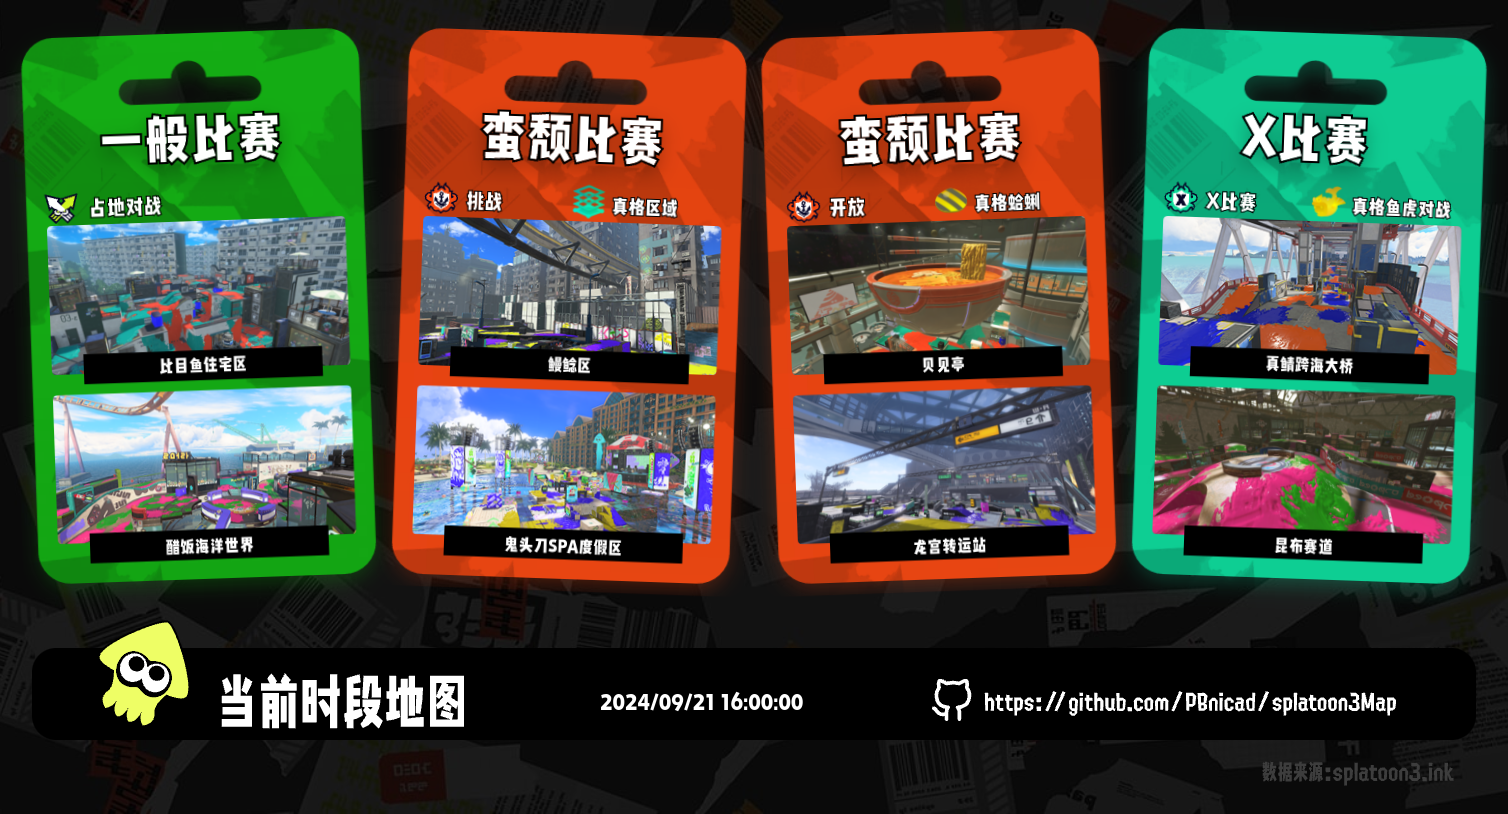 一般比赛
占地对战
比目鱼住宅区
醋饭海洋世界
蛮颓比赛
挑战
真格区域
鳗鲶区
鬼头刀SPA度假区
蛮颓比赛
开放
真格蛤蜊
贝见亭
龙宫转运站
X比赛
X比赛
真格鱼虎对战
真鲭跨海大桥
昆布赛道
当前时段地图
2024/09/21 16:00:00
https://github.com/PBnicad/splatoon3Map
数据来源:splatoon3.ink